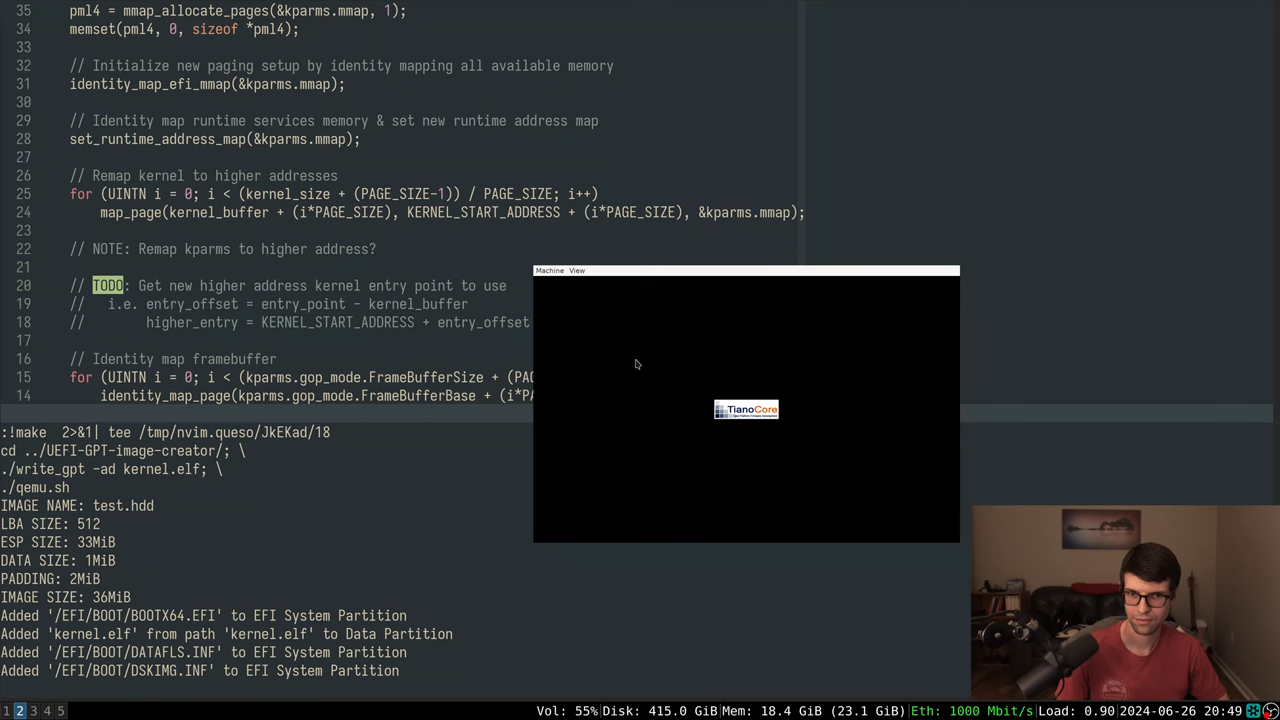 35 pml4 = mmap_allocate_pages(&kparms.mmap, 1);
34 memset(pml4, 0, sizeof *pml4);
33
32 // Initialize new paging setup by identity mapping all available memory
31 identity_map_efi_mmap(&kparms.mmap);
30
29 // Identity map runtime services memory & set new runtime address map
28 set_runtime_address_map(&kparms.mmap);
27
26 // Remap kernel to higher addresses
25 for (UINTN i = 0; i < (kernel_size + (PAGE_SIZE-1)) / PAGE_SIZE; i++)
24 map_page(kernel_buffer + (i*PAGE_SIZE), KERNEL_START_ADDRESS + (i*PAGE_SIZE), &kparms.mmap);
23
22 // NOTE: Remap kparms to higher address?
21
20 // TODO: Get new higher address kernel entry point to use
19 // i.e. entry_offset = entry_point - kernel_buffer
18 // higher_entry = KERNEL_START_ADDRESS + entry_offset
17
16 // Identity map framebuffer
15 for (UINTN i = 0; i < (kparms.gop_mode.FrameBufferSize + (PA
14 identity_map_page(kparms.gop_mode.FrameBufferBase + (i*P
Machine View
TianoCore
:!make 2>&1| tee /tmp/nvim.queso/JkEKad/18
cd ../UEFI-GPT-image-creator/; \
./write_gpt -ad kernel.elf; \
./qemu.sh
IMAGE NAME: test.hdd
LBA SIZE: 512
ESP SIZE: 33MiB
DATA SIZE: 1MiB
PADDING: 2MiB
IMAGE SIZE: 36MiB
Added '/EFI/BOOT/BOOTX64.EFI' to EFI System Partition
Added 'kernel.elf' from path 'kernel.elf' to Data Partition
Added '/EFI/BOOT/DATAFLS.INF' to EFI System Partition
Added '/EFI/BOOT/DSKIMG.INF' to EFI System Partition
1 2 3 4 5
Vol: 55%|Disk: 415.0 GiB|Mem: 18.4 GiB (23.1 GiB)|Eth: 1000 Mbit/s|Load: 0.90|2024-06-26 20:49